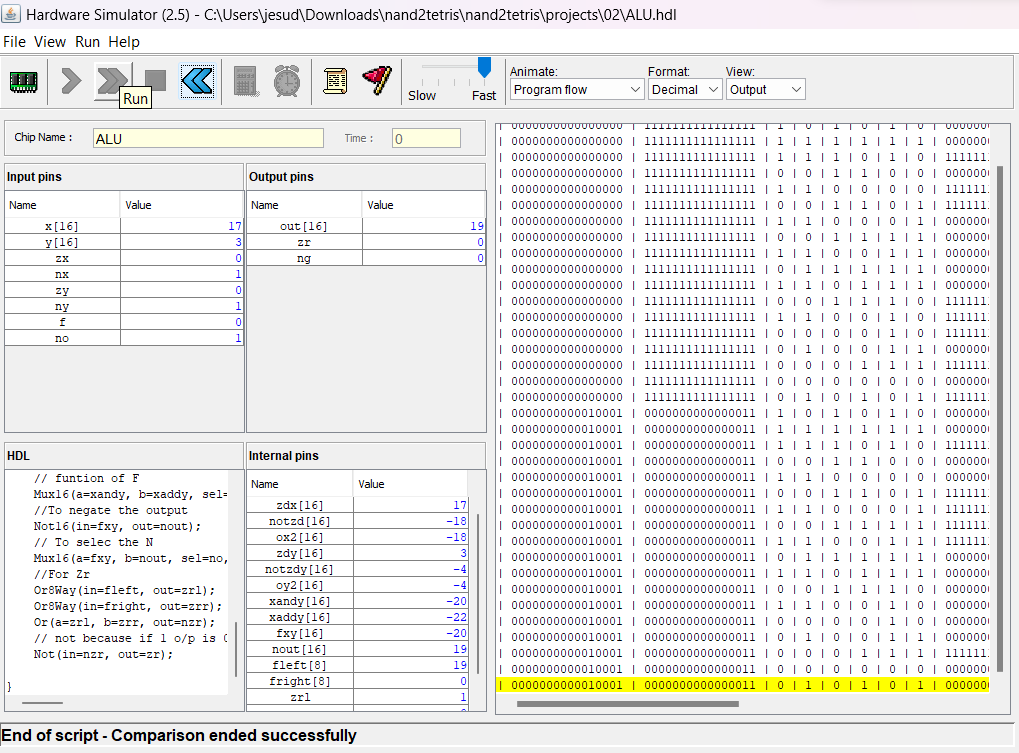 Hardware Simulator (2.5) - C:\Users\jesud\Downloads\nand2tetris\nand2tetris\projects\02\ALU.hdl
File View Run Help
Run
Slow Fast
Animate: Format: View:
Program flow Decimal Output
Chip Name : ALU Time : 0
Input pins
Name Value
x[16] 17
y[16] 3
zx 0
nx 1
zy 0
ny 1
f 0
no 1
Output pins
Name Value
out[16] 19
zr 0
ng 0
HDL
// funtion of F
Mux16(a=xandy, b=xaddy, sel=
//To negate the output
Not16(in=fxy, out=nout);
// To selec the N
Mux16(a=fxy, b=nout, sel=no,
//For Zr
Or8Way(in=fleft, out=zrl);
Or8Way(in=fright, out=zrr);
Or(a=zrl, b=zrr, out=nzr);
// not because if 1 o/p is 0
Not(in=nzr, out=zr);
}
Internal pins
Name Value
zdx[16] 17
notzd[16] -18
ox2[16] -18
zdy[16] 3
notzdy[16] -4
oy2[16] -4
xandy[16] -20
xaddy[16] -22
fxy[16] -20
nout[16] 19
fleft[8] 19
fright[8] 0
zrl 1
| 0000000000000000 | 1111111111111111 | 1 | 0 | 1 | 0 | 1 | 0 | 000000
| 0000000000000000 | 1111111111111111 | 1 | 1 | 1 | 1 | 1 | 1 | 000000
| 0000000000000000 | 1111111111111111 | 1 | 1 | 1 | 0 | 1 | 0 | 111111
| 0000000000000000 | 1111111111111111 | 0 | 0 | 1 | 1 | 0 | 0 | 000000
| 0000000000000000 | 1111111111111111 | 1 | 1 | 0 | 0 | 0 | 0 | 111111
| 0000000000000000 | 1111111111111111 | 0 | 0 | 1 | 1 | 0 | 1 | 111111
| 0000000000000000 | 1111111111111111 | 1 | 1 | 0 | 0 | 0 | 1 | 000000
| 0000000000000000 | 1111111111111111 | 0 | 0 | 1 | 1 | 1 | 1 | 000000
| 0000000000000000 | 1111111111111111 | 1 | 1 | 0 | 0 | 1 | 1 | 000000
| 0000000000000000 | 1111111111111111 | 0 | 1 | 1 | 1 | 1 | 1 | 000000
| 0000000000000000 | 1111111111111111 | 1 | 1 | 0 | 1 | 1 | 1 | 000000
| 0000000000000000 | 1111111111111111 | 0 | 0 | 1 | 1 | 1 | 0 | 111111
| 0000000000000000 | 1111111111111111 | 1 | 1 | 0 | 0 | 1 | 0 | 111111
| 0000000000000000 | 1111111111111111 | 0 | 0 | 0 | 0 | 1 | 0 | 111111
| 0000000000000000 | 1111111111111111 | 0 | 1 | 0 | 0 | 1 | 1 | 000000
| 0000000000000000 | 1111111111111111 | 0 | 0 | 0 | 1 | 1 | 1 | 111111
| 0000000000000000 | 1111111111111111 | 0 | 0 | 0 | 0 | 0 | 0 | 000000
| 0000000000000000 | 1111111111111111 | 0 | 1 | 0 | 1 | 0 | 1 | 111111
| 0000000000010001 | 0000000000000011 | 1 | 0 | 1 | 0 | 1 | 0 | 000000
| 0000000000010001 | 0000000000000011 | 1 | 1 | 1 | 1 | 1 | 1 | 000000
| 0000000000010001 | 0000000000000011 | 1 | 1 | 1 | 0 | 1 | 0 | 111111
| 0000000000010001 | 0000000000000011 | 0 | 0 | 1 | 1 | 0 | 0 | 000000
| 0000000000010001 | 0000000000000011 | 1 | 1 | 0 | 0 | 0 | 0 | 000000
| 0000000000010001 | 0000000000000011 | 0 | 0 | 1 | 1 | 0 | 1 | 111111
| 0000000000010001 | 0000000000000011 | 1 | 1 | 0 | 0 | 0 | 1 | 111111
| 0000000000010001 | 0000000000000011 | 0 | 0 | 1 | 1 | 1 | 1 | 111111
| 0000000000010001 | 0000000000000011 | 1 | 1 | 0 | 0 | 1 | 1 | 111111
| 0000000000010001 | 0000000000000011 | 0 | 1 | 1 | 1 | 1 | 1 | 000000
| 0000000000010001 | 0000000000000011 | 1 | 1 | 0 | 1 | 1 | 1 | 000000
| 0000000000010001 | 0000000000000011 | 0 | 0 | 1 | 1 | 1 | 0 | 000000
| 0000000000010001 | 0000000000000011 | 1 | 1 | 0 | 0 | 1 | 0 | 000000
| 0000000000010001 | 0000000000000011 | 0 | 0 | 0 | 0 | 1 | 0 | 000000
| 0000000000010001 | 0000000000000011 | 0 | 1 | 0 | 0 | 1 | 1 | 000000
| 0000000000010001 | 0000000000000011 | 0 | 0 | 0 | 1 | 1 | 1 | 111111
| 0000000000010001 | 0000000000000011 | 0 | 0 | 0 | 0 | 0 | 0 | 000000
| 0000000000010001 | 0000000000000011 | 0 | 1 | 0 | 1 | 0 | 1 | 000000
End of script - Comparison ended successfully